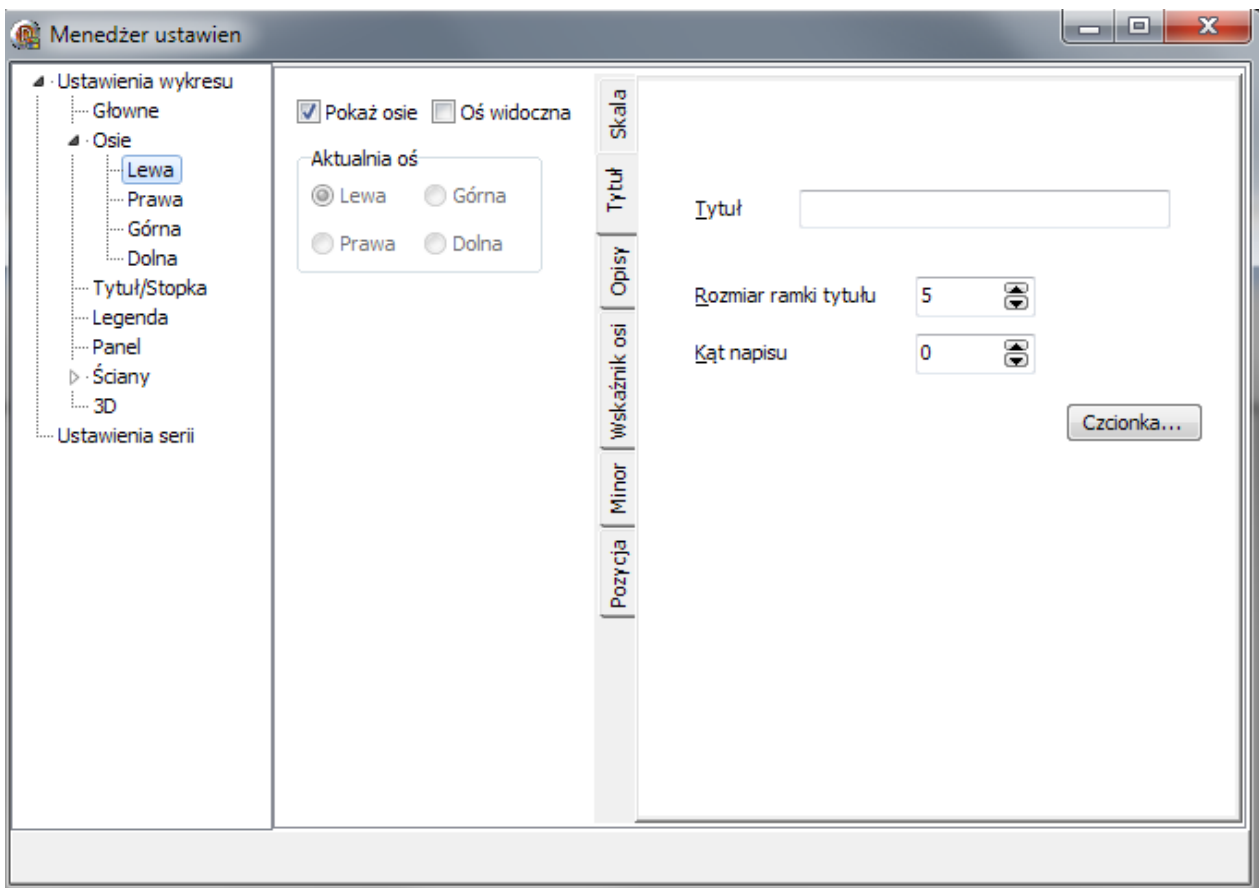 Menedżer ustawien
Ustawienia wykresu
Głowne
Osie
Lewa
Prawa
Górna
Dolna
Tytuł/Stopka
Legenda
Panel
Ściany
3D
Ustawienia serii
Pokaż osie Oś widoczna
Aktualnia oś
Lewa Górna
Prawa Dolna
Skala
Tytuł
Opisy
Wskaźnik osi
Minor
Pozycja
Tytuł
Rozmiar ramki tytułu 5
Kąt napisu 0
Czcionka...